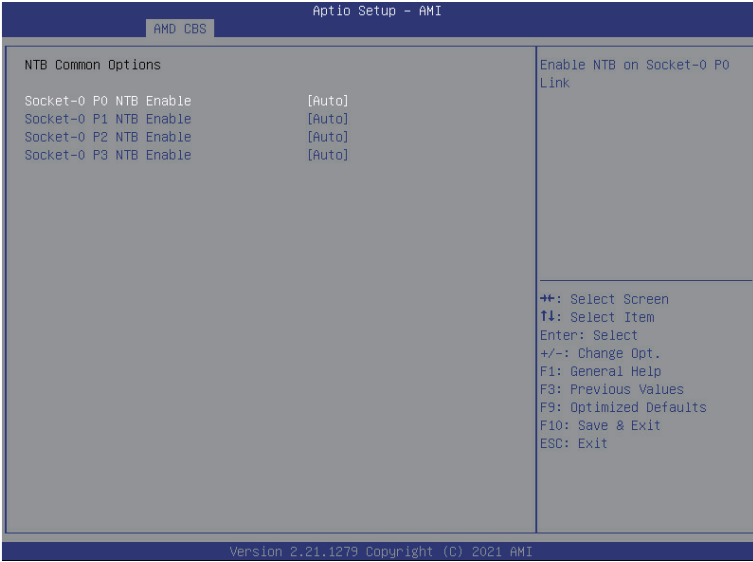 Aptio Setup – AMI
AMD CBS
NTB Common Options
Socket-0 P0 NTB Enable [Auto]
Socket-0 P1 NTB Enable [Auto]
Socket-0 P2 NTB Enable [Auto]
Socket-0 P3 NTB Enable [Auto]
Enable NTB on Socket-0 P0
Link
→←: Select Screen
↑↓: Select Item
Enter: Select
+/-: Change Opt.
F1: General Help
F3: Previous Values
F9: Optimized Defaults
F10: Save & Exit
ESC: Exit
Version 2.21.1279 Copyright (C) 2021 AMI